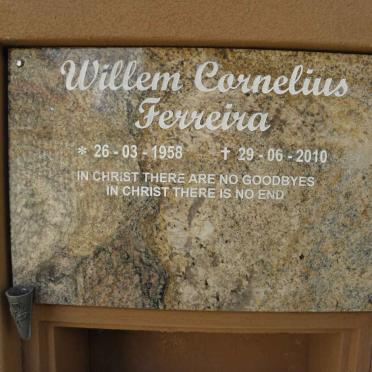 Willem Cornelius
Ferreira
* 26 - 03 - 1958 † 29 - 06 - 2010
IN CHRIST THERE ARE NO GOODBYES
IN CHRIST THERE IS NO END